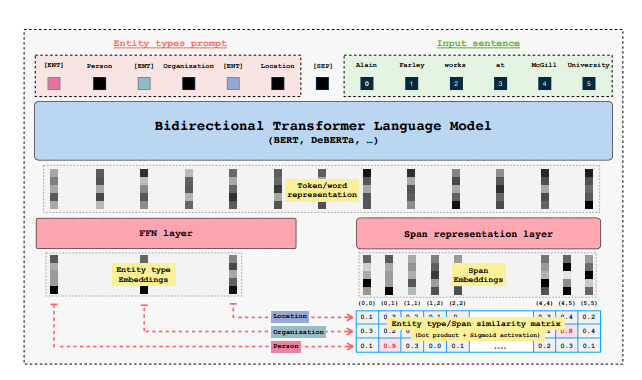 Entity types prompt
Input sentence
[ENT] Person [ENT] Organization [ENT] Location [SEP] Alain Farley works at McGill University
0 1 2 3 4 5
Bidirectional Transformer Language Model
(BERT, DeBERTa, …)
Token/word
representation
FFN layer
Span representation layer
Entity type
Embeddings
Span
Embeddings
(0,0) (0,1) (1,1) (1,2) (2,2) (4,4) (4,5) (5,5)
Location 0.1 0.4 0.2
Entity type/Span similarity matrix
Organization 0.3 0.8 0.4
(Dot product + Sigmoid activation)
Person 0.1 0.9 0.3 0.0 0.1 .... 0.2 0.3 0.1